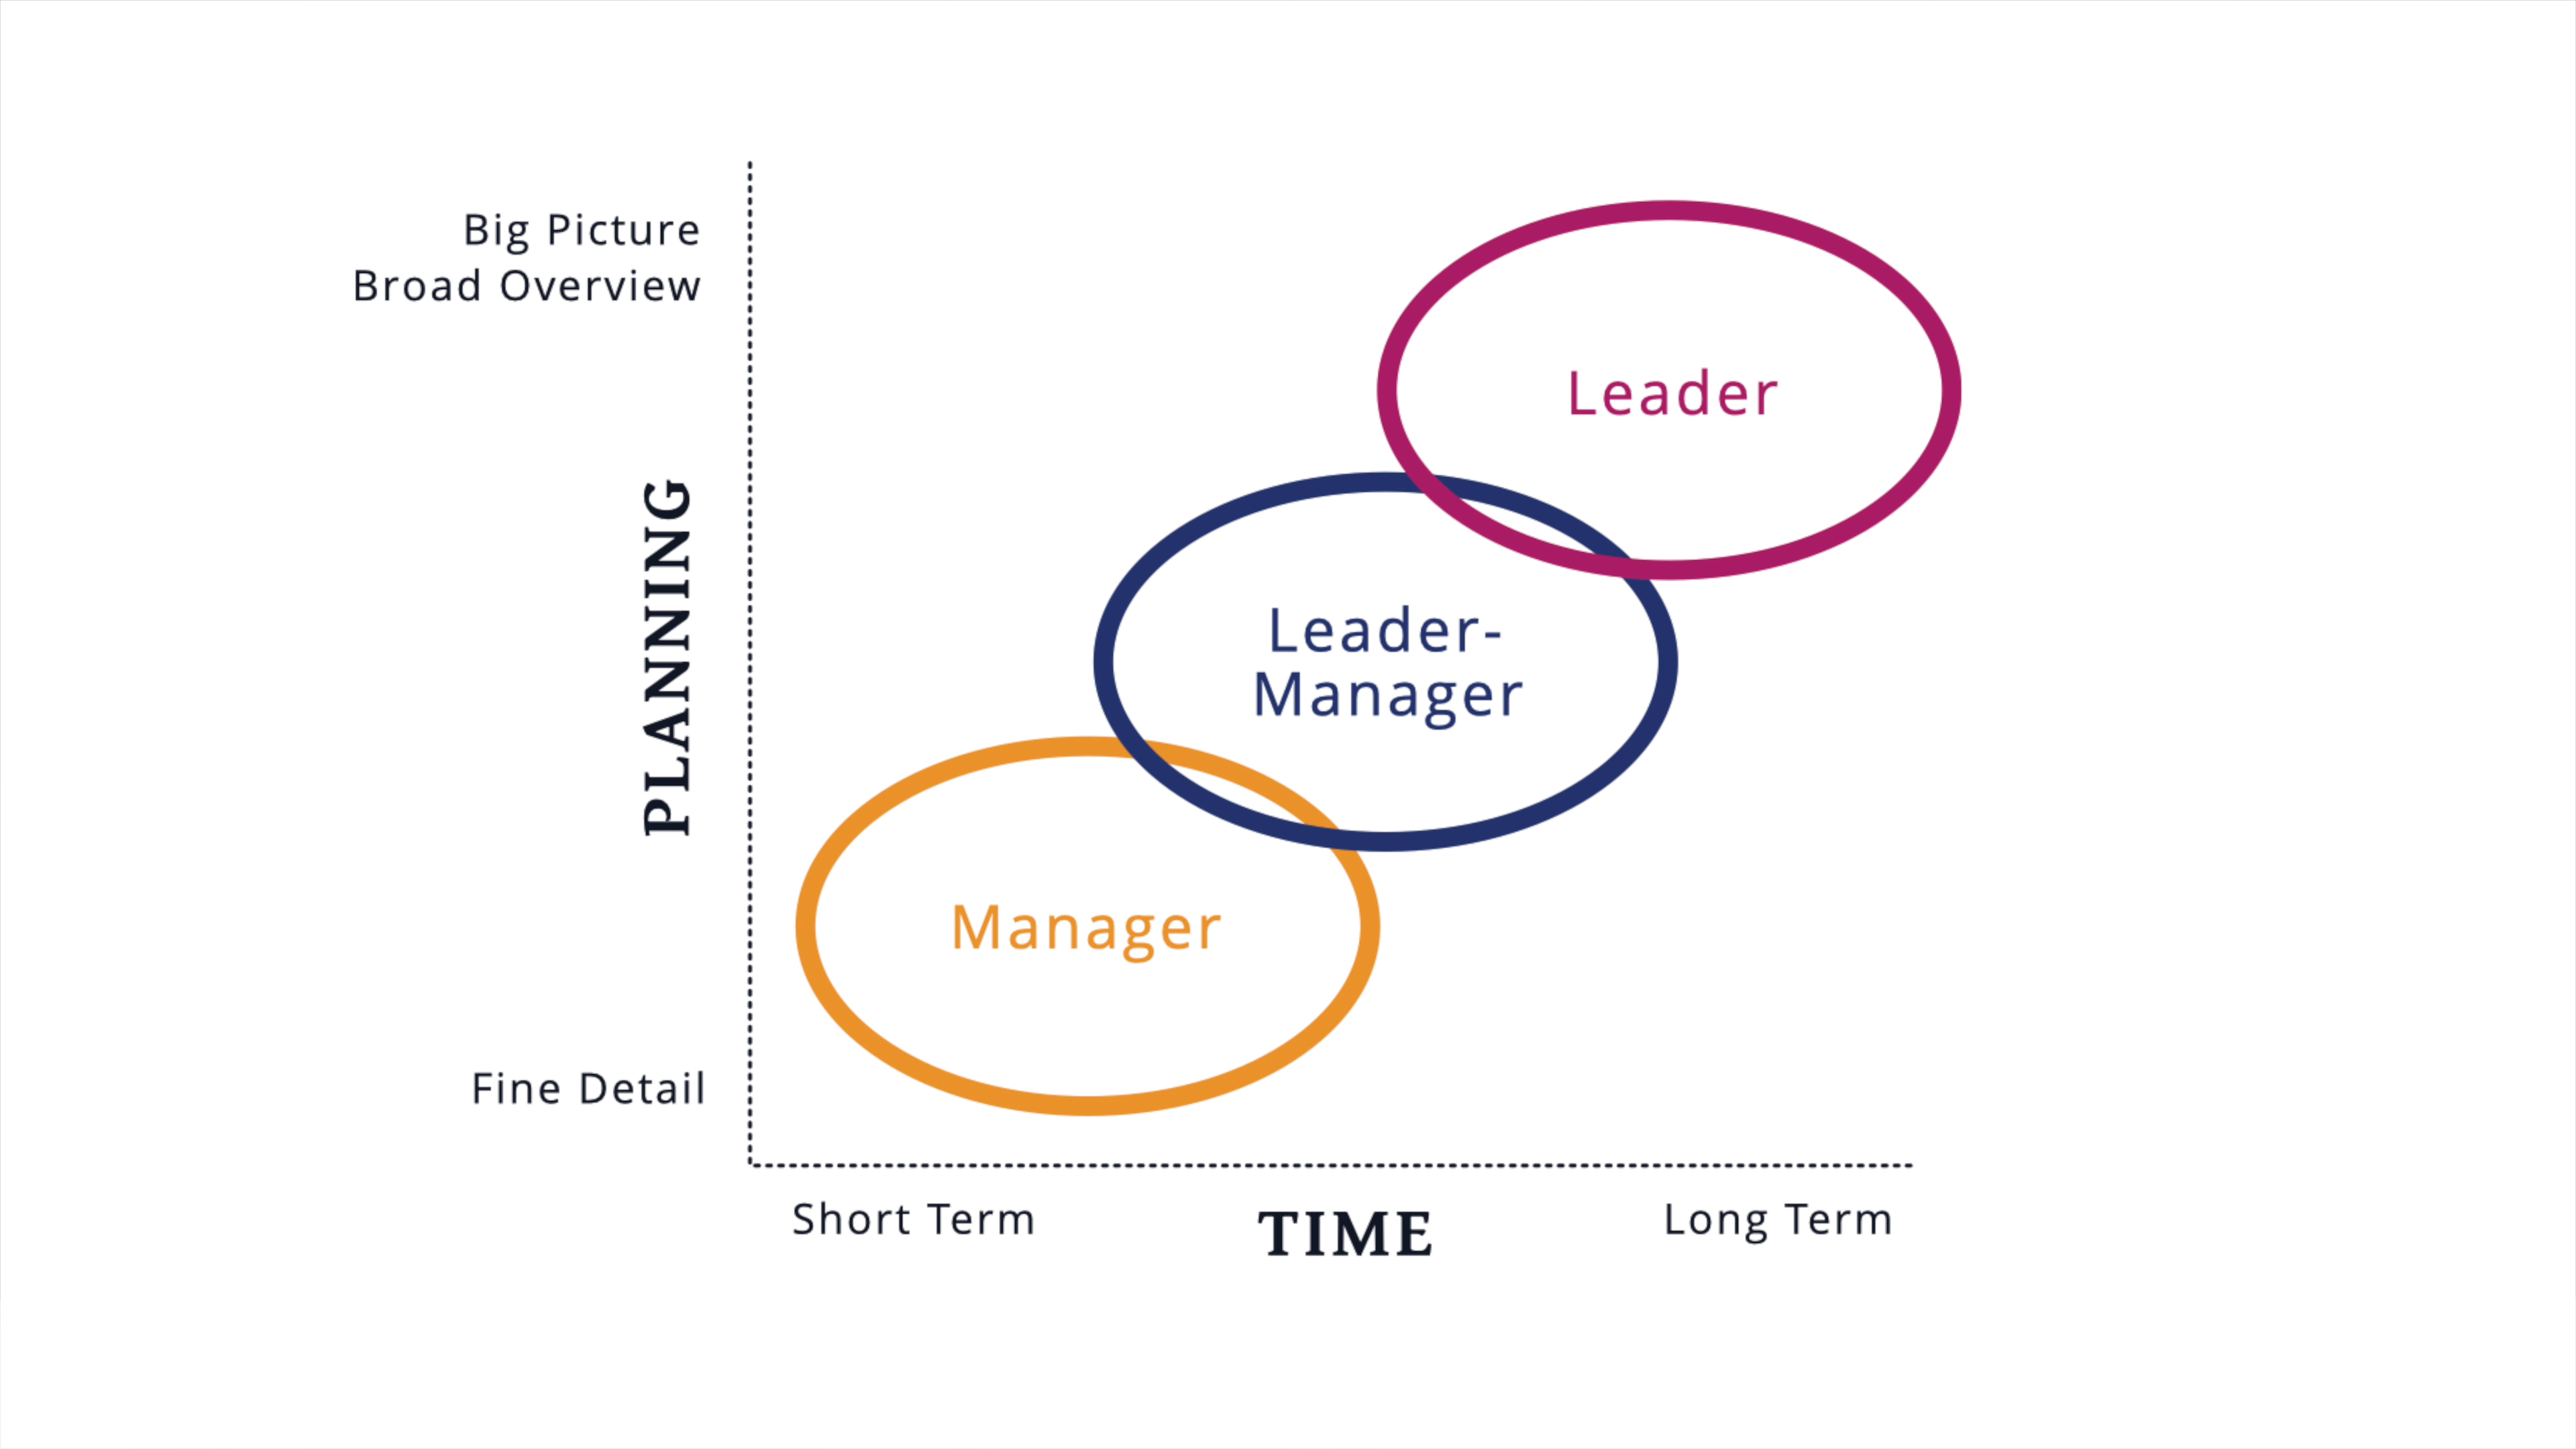 Big Picture
Broad Overview
Leader
PLANNING
Leader-
Manager
Manager
Fine Detail
Short Term
TIME
Long Term